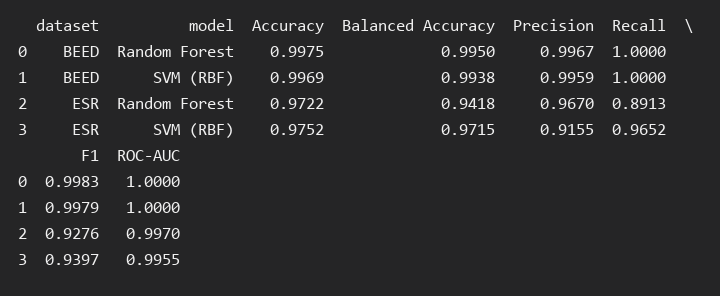 dataset model Accuracy Balanced Accuracy Precision Recall \
0 BEED Random Forest 0.9975 0.9950 0.9967 1.0000
1 BEED SVM (RBF) 0.9969 0.9938 0.9959 1.0000
2 ESR Random Forest 0.9722 0.9418 0.9670 0.8913
3 ESR SVM (RBF) 0.9752 0.9715 0.9155 0.9652
F1 ROC-AUC
0 0.9983 1.0000
1 0.9979 1.0000
2 0.9276 0.9970
3 0.9397 0.9955